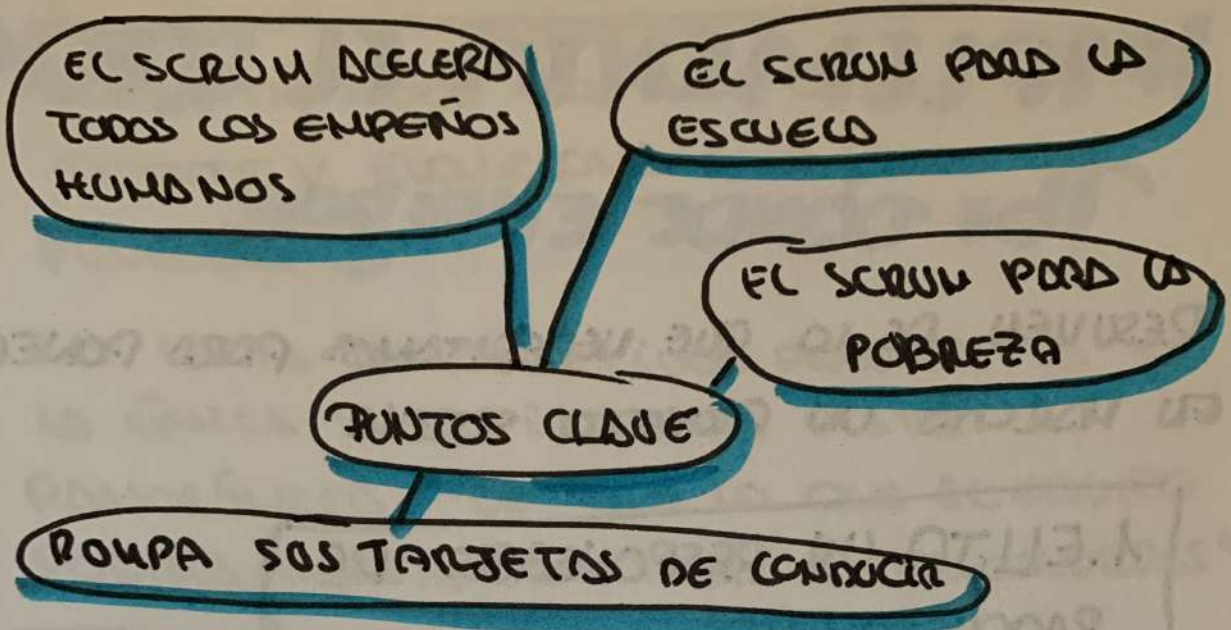 EL SCRUM ACELERA
TODOS LOS EMPEÑOS
HUMANOS
EL SCRUM PARA LA
ESCUELA
EL SCRUM PARA LA
POBREZA
PUNTOS CLAVE
ROMPA SUS TARJETAS DE CONDUCIR